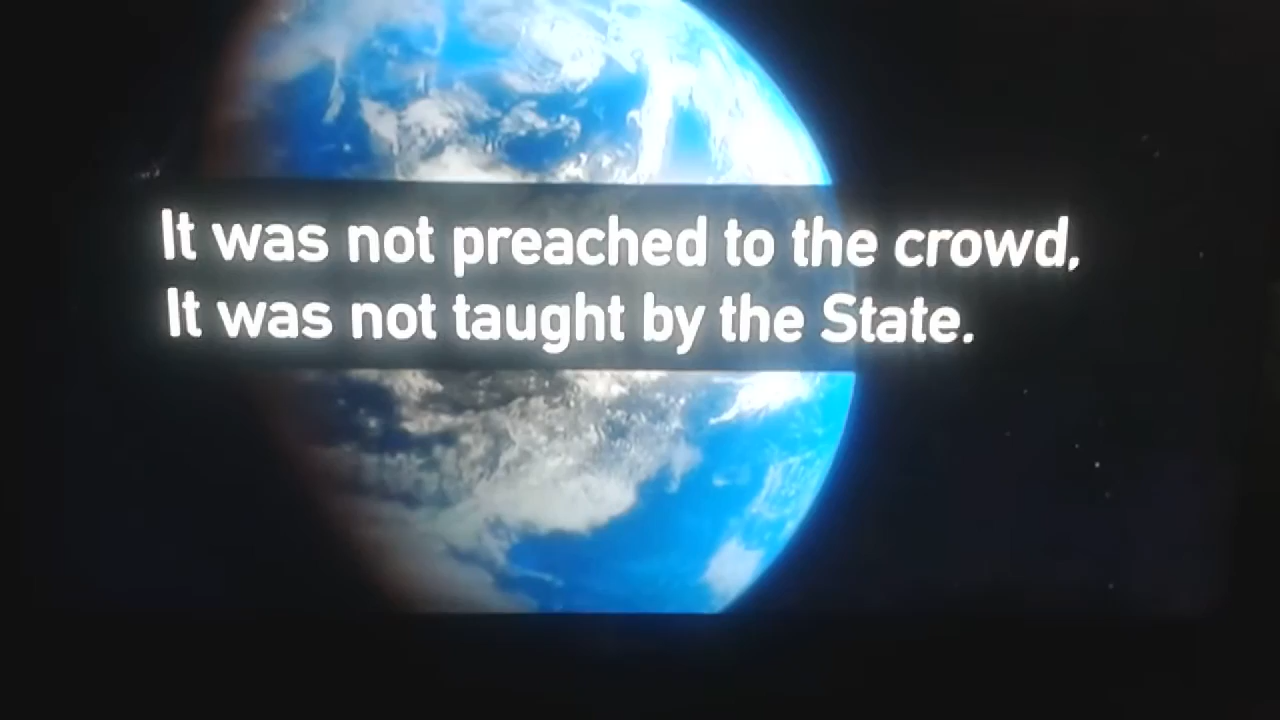 It was not preached to the crowd,
It was not taught by the State.